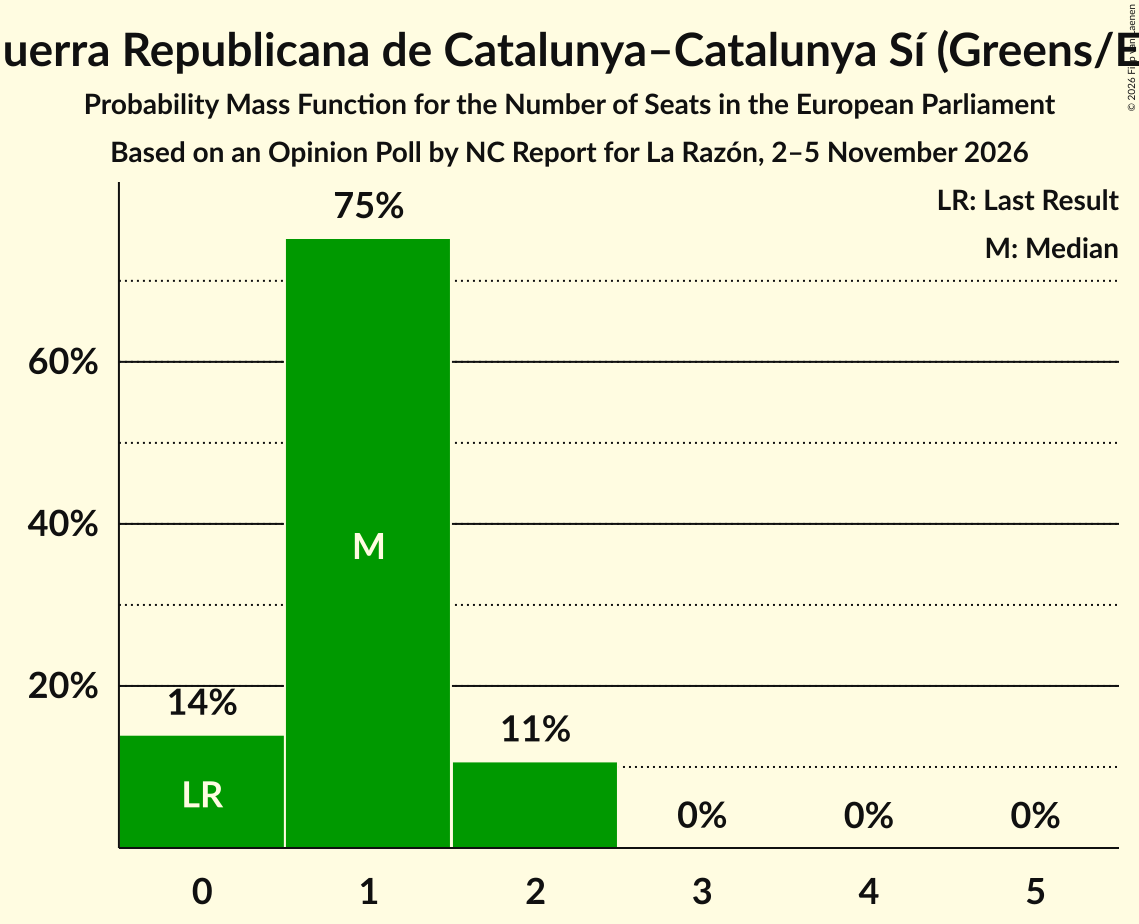 uerra Republicana de Catalunya–Catalunya Sí (Greens/E
Probability Mass Function for the Number of Seats in the European Parliament
Based on an Opinion Poll by NC Report for La Razón, 2–5 November 2026
LR: Last Result
M: Median
75%
60%
M
40%
20%
14%
LR
11%
0%
0%
0%
0
1
2
3
4
5